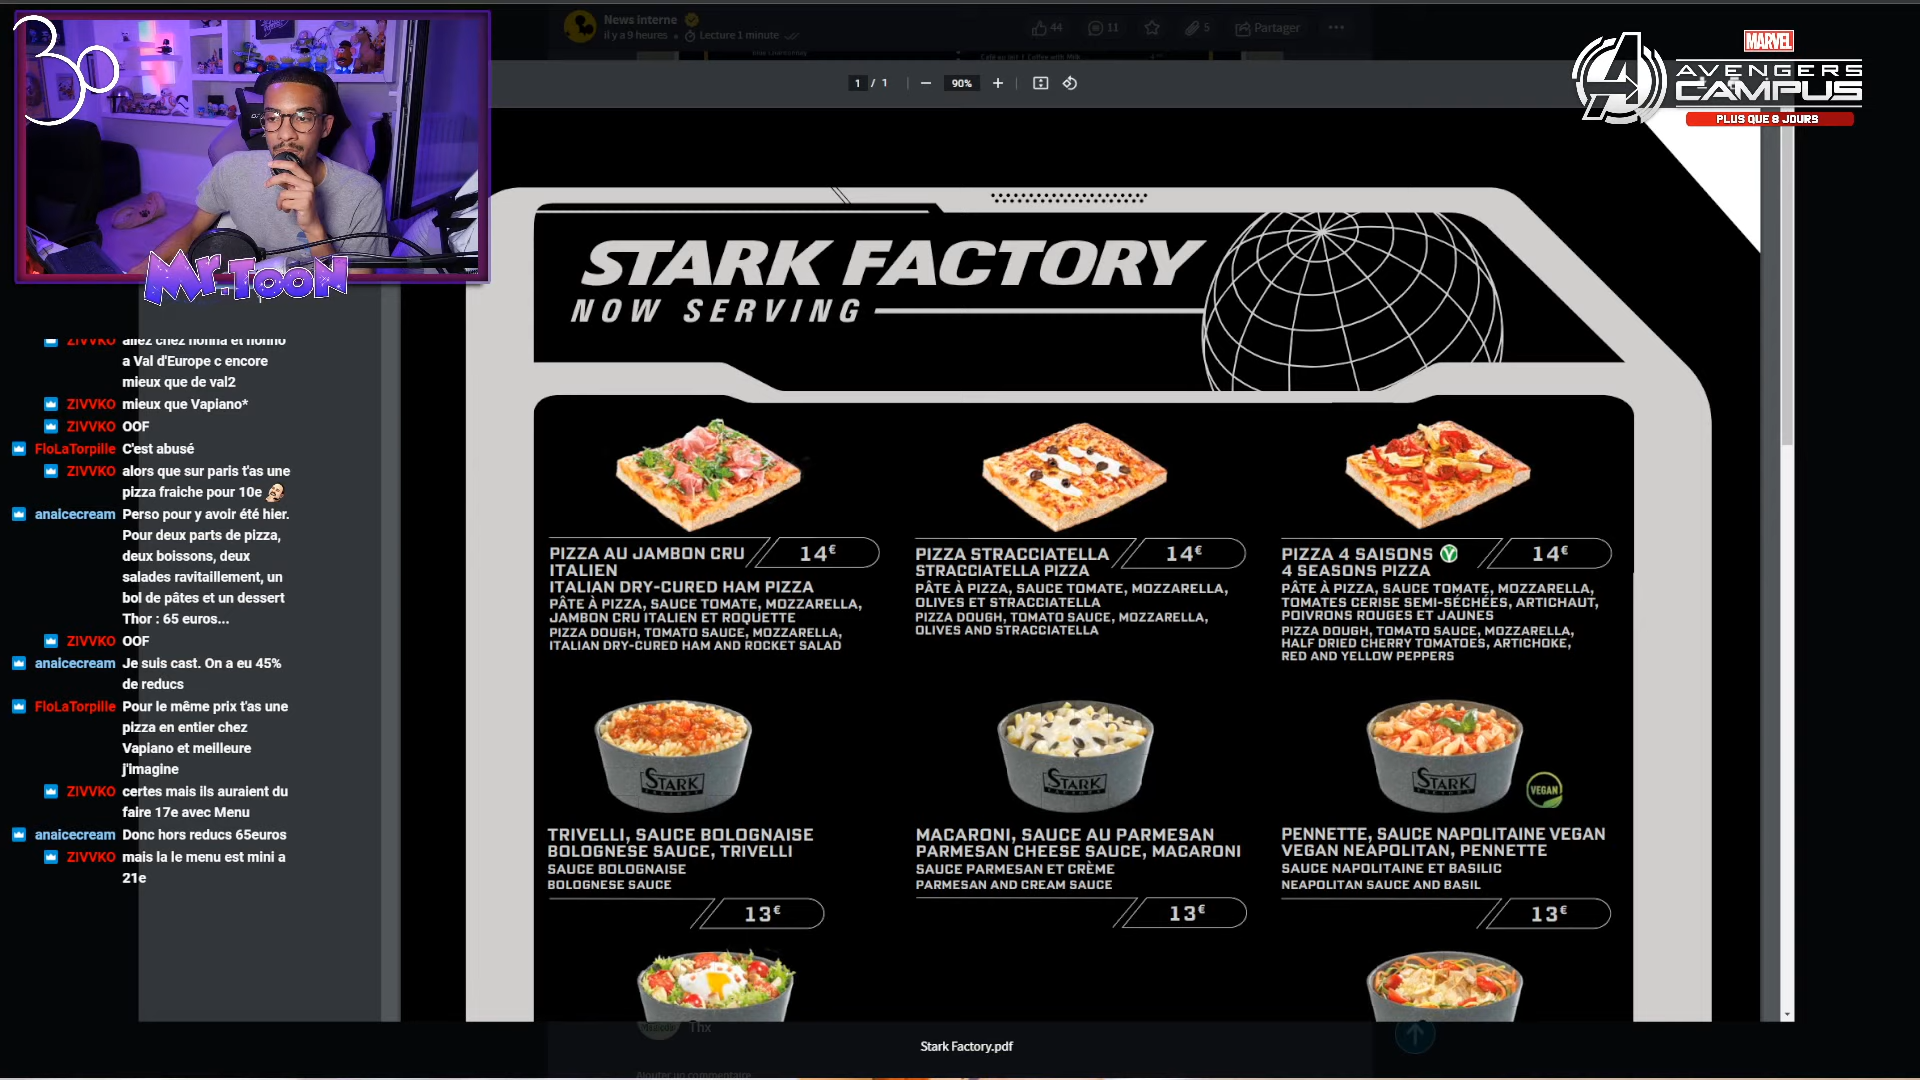 News Interne
il y a 9 heures • Lecture 1 minute
44
11
5
Partager
1 / 1
90%
MARVEL
AVENGERS
CAMPUS
PLUS QUE 8 JOURS
30
Mr.TooN
STARK FACTORY
NOW SERVING
allez chez nonna et nonno
a Val d'Europe c encore
mieux que de val2
ZIVVKO mieux que Vapiano*
ZIVVKO OOF
FloLaTorpille C'est abusé
ZIVVKO alors que sur paris t'as une
pizza fraiche pour 10e
anaicecream Perso pour y avoir été hier.
Pour deux parts de pizza,
deux boissons, deux
salades ravitaillement, un
bol de pâtes et un dessert
Thor : 65 euros...
ZIVVKO OOF
anaicecream Je suis cast. On a eu 45%
de reducs
FloLaTorpille Pour le même prix t'as une
pizza en entier chez
Vapiano et meilleure
j'imagine
ZIVVKO certes mais ils auraient du
faire 17e avec Menu
anaicecream Donc hors reducs 65euros
ZIVVKO mais la le menu est mini a
21e
PIZZA AU JAMBON CRU
ITALIEN
14€
ITALIAN DRY-CURED HAM PIZZA
PÂTE À PIZZA, SAUCE TOMATE, MOZZARELLA,
JAMBON CRU ITALIEN ET ROQUETTE
PIZZA DOUGH, TOMATO SAUCE, MOZZARELLA,
ITALIAN DRY-CURED HAM AND ROCKET SALAD
PIZZA STRACCIATELLA
14€
STRACCIATELLA PIZZA
PÂTE À PIZZA, SAUCE TOMATE, MOZZARELLA,
OLIVES ET STRACCIATELLA
PIZZA DOUGH, TOMATO SAUCE, MOZZARELLA,
OLIVES AND STRACCIATELLA
PIZZA 4 SAISONS V
14€
4 SEASONS PIZZA
PÂTE À PIZZA, SAUCE TOMATE, MOZZARELLA,
TOMATES CERISE SEMI-SÉCHÉES, ARTICHAUT,
POIVRONS ROUGES ET JAUNES
PIZZA DOUGH, TOMATO SAUCE, MOZZARELLA,
HALF DRIED CHERRY TOMATOES, ARTICHOKE,
RED AND YELLOW PEPPERS
STARK
STARK
STARK
VEGAN
TRIVELLI, SAUCE BOLOGNAISE
BOLOGNESE SAUCE, TRIVELLI
SAUCE BOLOGNAISE
BOLOGNESE SAUCE
13€
MACARONI, SAUCE AU PARMESAN
PARMESAN CHEESE SAUCE, MACARONI
SAUCE PARMESAN ET CRÈME
PARMESAN AND CREAM SAUCE
13€
PENNETTE, SAUCE NAPOLITAINE VEGAN
VEGAN NEAPOLITAN, PENNETTE
SAUCE NAPOLITAINE ET BASILIC
NEAPOLITAN SAUCE AND BASIL
13€
Thx
Stark Factory.pdf
Ajouter un commentaire